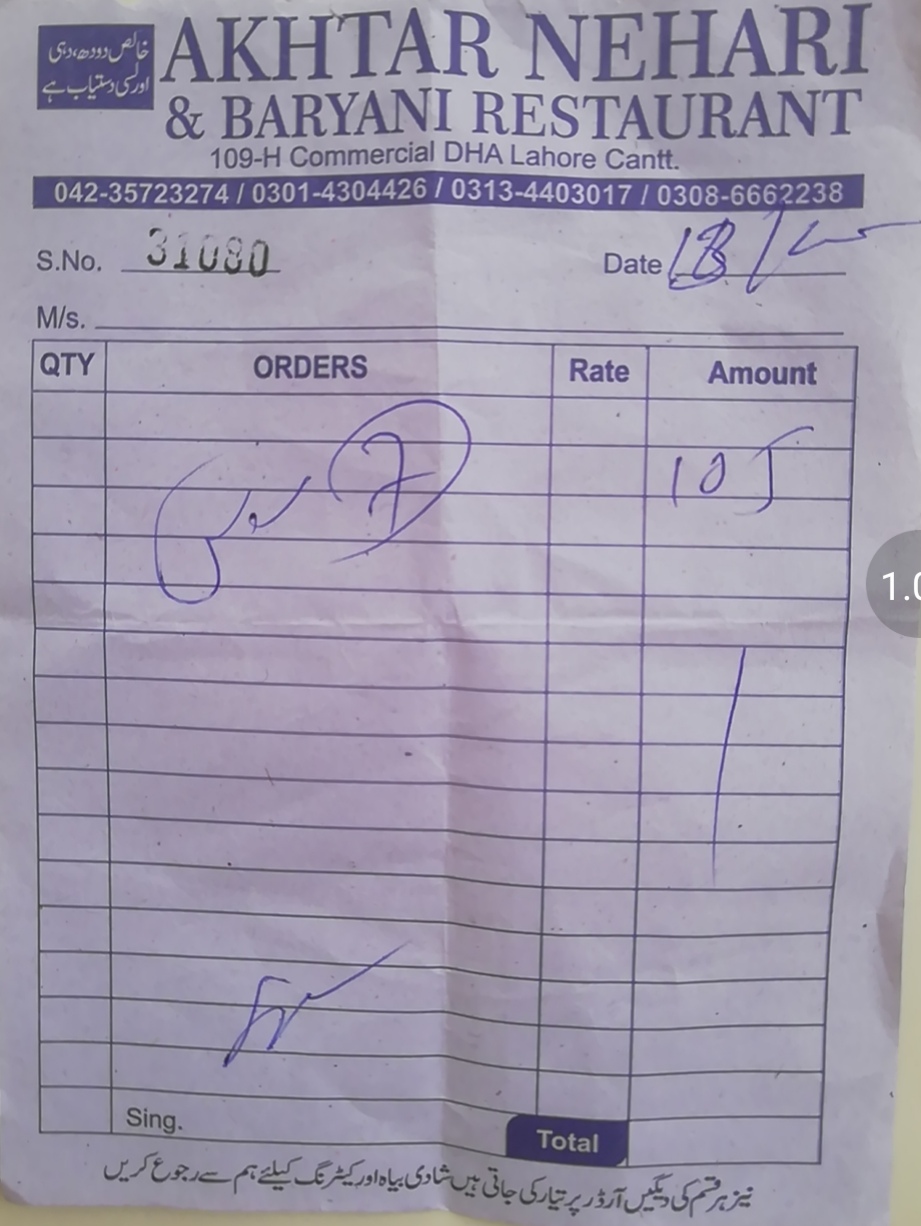 خالص دودھ، دہی
اور لسی دستیاب ہے
AKHTAR NEHARI
& BARYANI RESTAURANT
109-H Commercial DHA Lahore Cantt.
042-35723274 / 0301-4304426 / 0313-4403017 / 0308-6662238
S.No. 31080 Date 18/
M/s.
QTY ORDERS Rate Amount
7 105
1.0
Sing.
Total
نیز ہر قسم کی دیگیں آرڈر پر تیار کی جاتی ہیں شادی بیاہ اور کیٹرنگ کیلئے ہم سے رجوع کریں